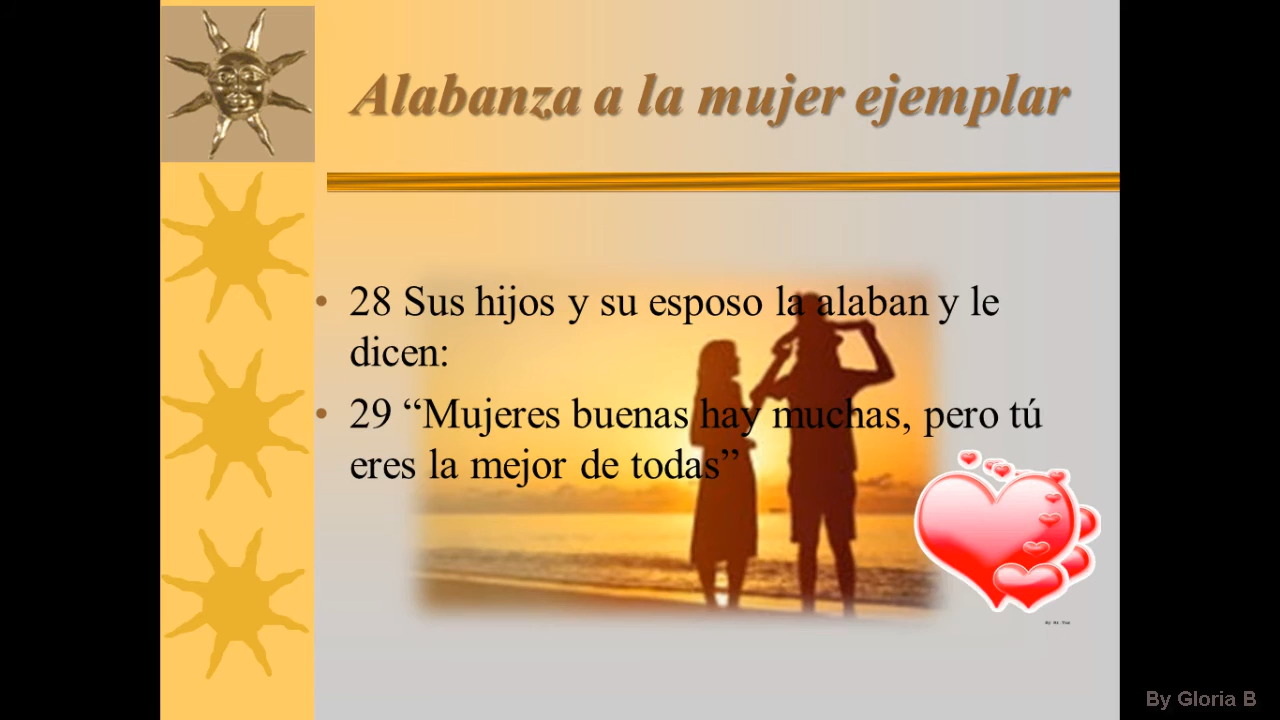 Alabanza a la mujer ejemplar
• 28 Sus hijos y su esposo la alaban y le
dicen:
• 29 “Mujeres buenas hay muchas, pero tú
eres la mejor de todas”
By Gloria B